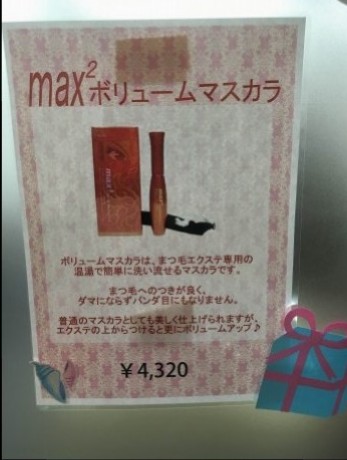 max²ボリュームマスカラ
max²
ボリュームマスカラは、まつ毛エクステ専用の
温湯で簡単に洗い流せるマスカラです。
まつ毛へのつきが良く、
ダマにならずパンダ目にもなりません。
普通のマスカラとしても美しく仕上げられますが、
エクステの上からつけると更にボリュームアップ♪
￥4,320